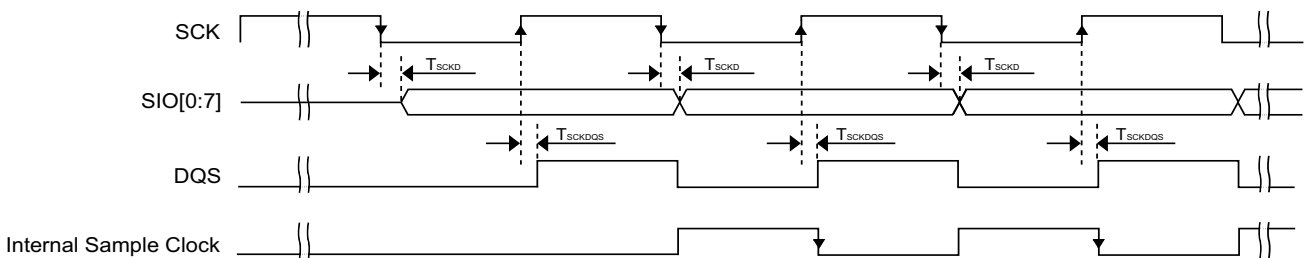 SCK
TSCKD TSCKD TSCKD
SIO[0:7]
TSCKDQS TSCKDQS TSCKDQS
DQS
Internal Sample Clock